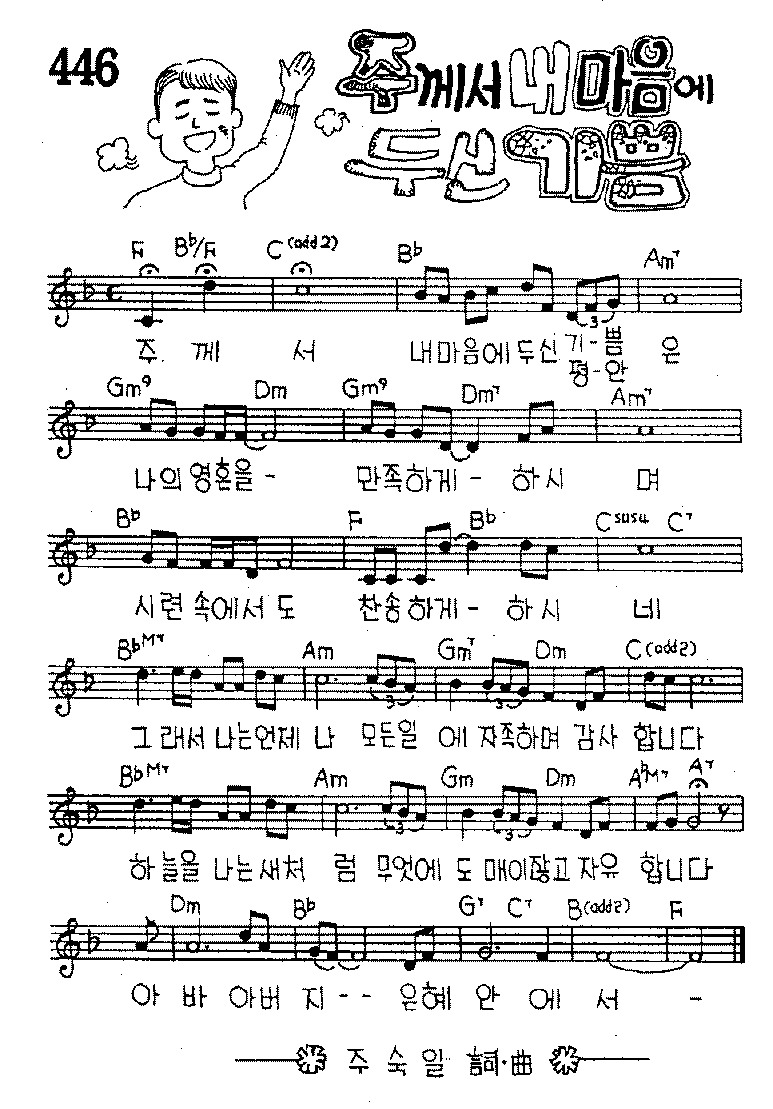 446
주께서 내 마음에
두신 기쁨
F B♭/F C(add2) B♭ Am7
주. 께 서 내마음에두신 기-쁨 은
평-안
Gm9 Dm Gm9 Dm7 Am7
나의 영혼을 - 만족하게 - 하시 며
B♭ F B♭ Csus4 C7
시련 속에서 도 찬송하게 - 하시 네
B♭M7 Am Gm7 Dm C(add2)
그 래서 나는언제 나 모든일 에 자족하며 감사 합니다
3 3
B♭M7 Am Gm Dm A♭M7 A7
하 늘을 나는새처 럼 무엇에 도 매이잖고 자유 합니다
3 3
Dm B♭ G7 C7 B(add2) F
아 바 아버 지 - - 은혜 안 에 서 -
주 숙 일 詞·曲